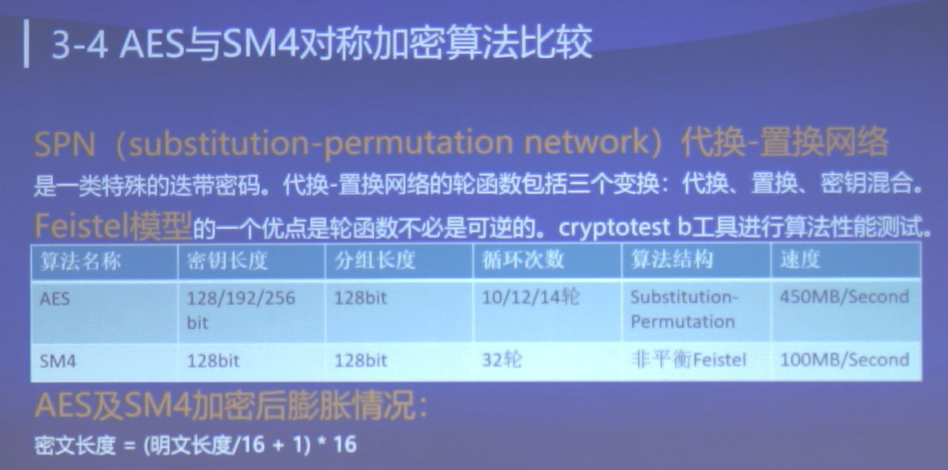 3-4 AES与SM4对称加密算法比较
SPN（substitution-permutation network）代换-置换网络
是一类特殊的迭带密码。代换-置换网络的轮函数包括三个变换：代换、置换、密钥混合。
Feistel模型的一个优点是轮函数不必是可逆的。cryptotest b工具进行算法性能测试。
算法名称 密钥长度 分组长度 循环次数 算法结构 速度
AES 128/192/256 128bit 10/12/14轮 Substitution- 450MB/Second
bit Permutation
SM4 128bit 128bit 32轮 非平衡Feistel 100MB/Second
AES及SM4加密后膨胀情况：
密文长度 = (明文长度/16 + 1) * 16